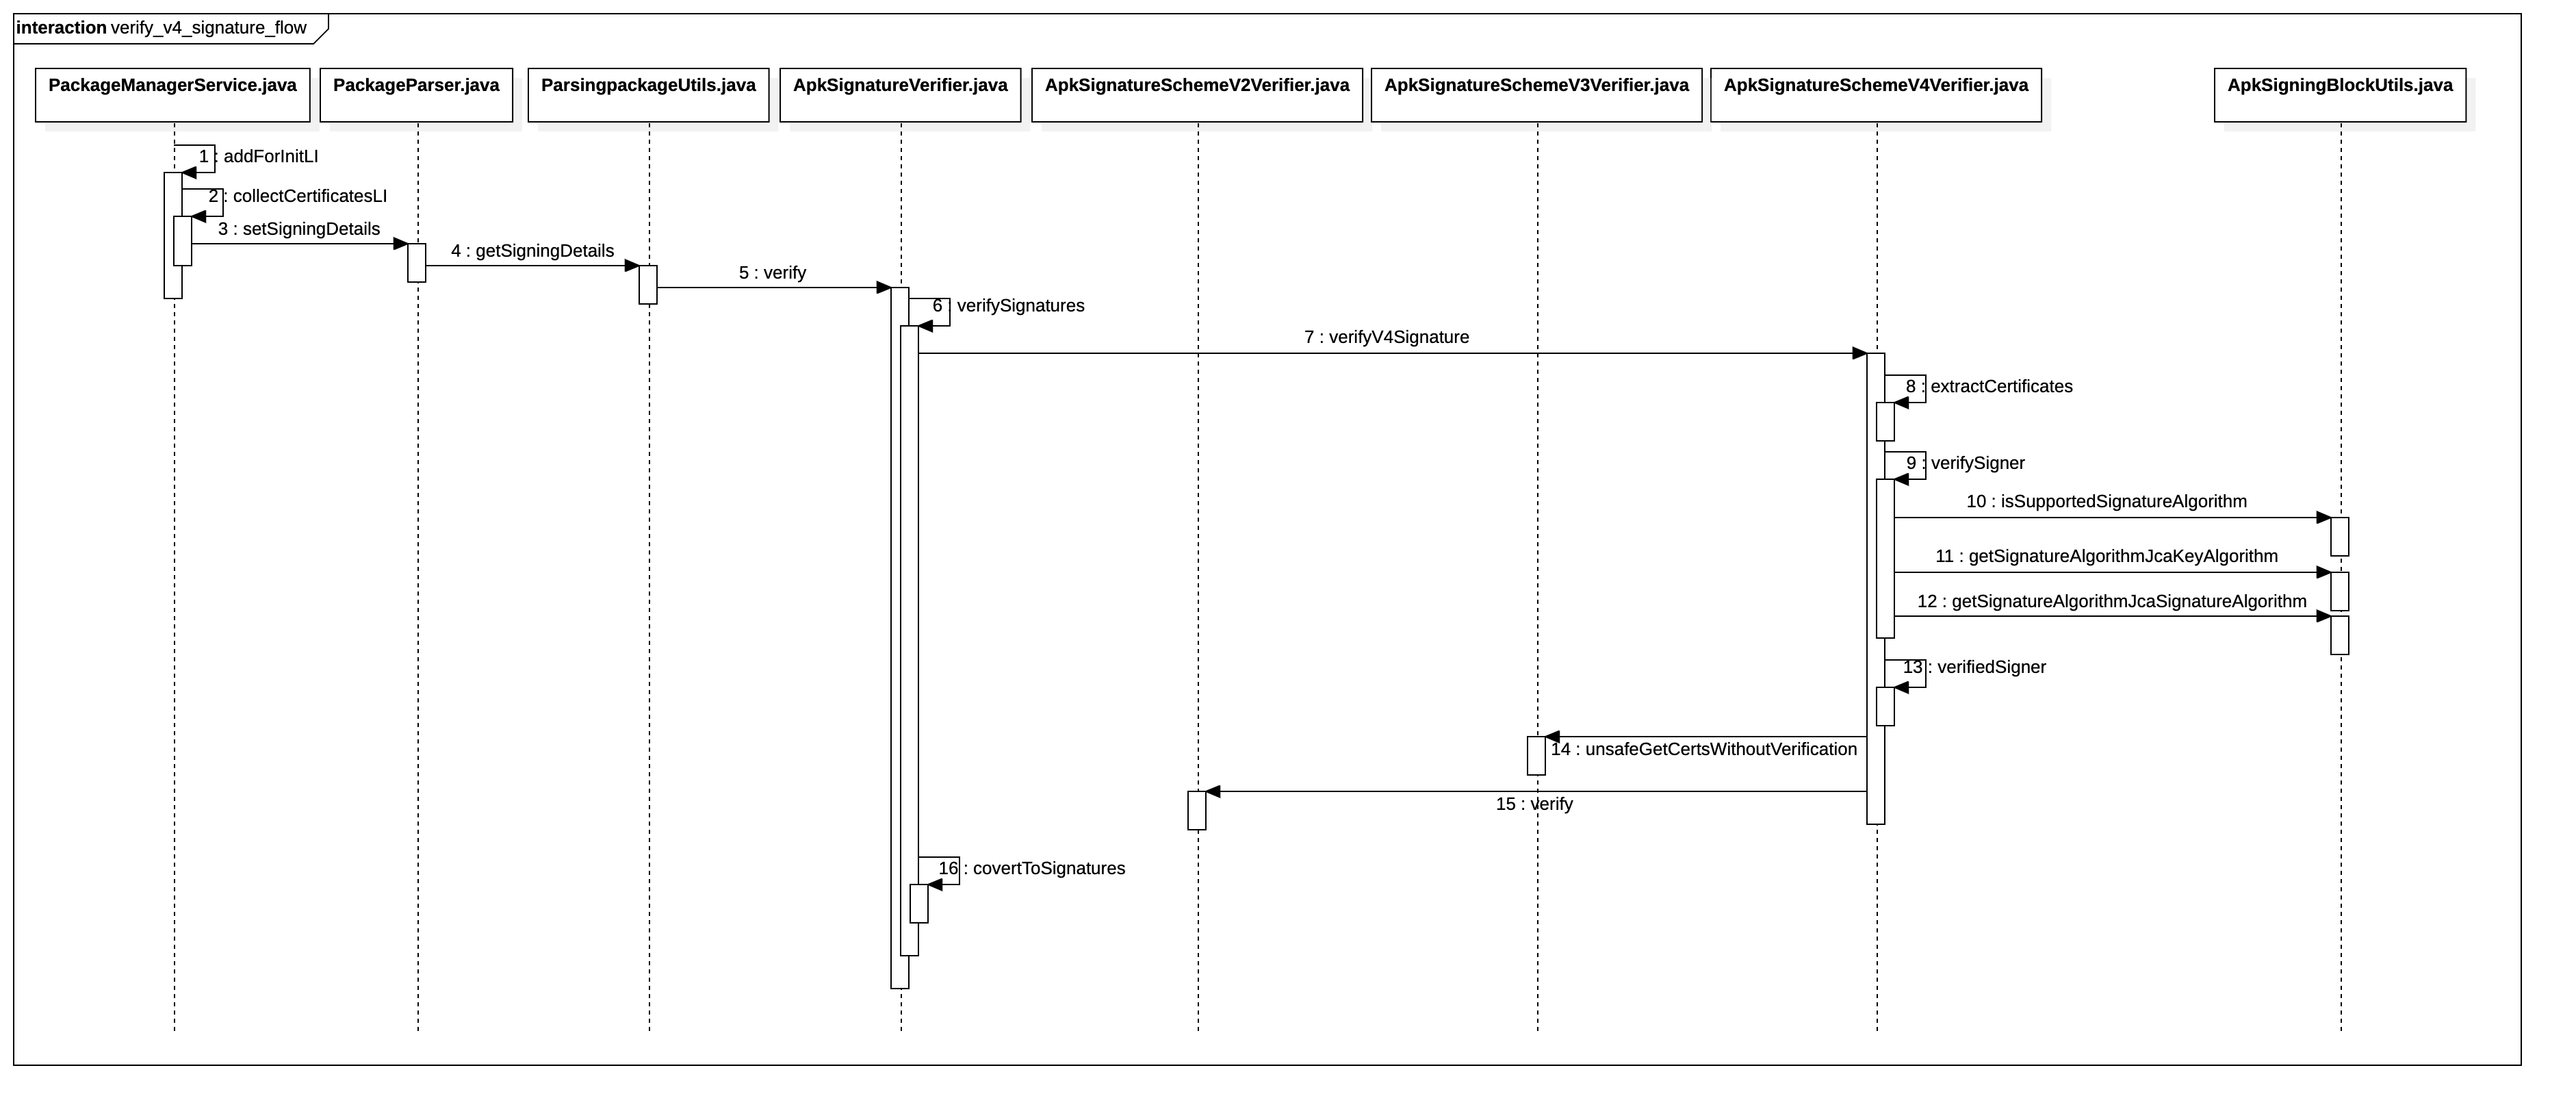 interaction verify_v4_signature_flow
PackageManagerService.java
PackageParser.java
ParsingpackageUtils.java
ApkSignatureVerifier.java
ApkSignatureSchemeV2Verifier.java
ApkSignatureSchemeV3Verifier.java
ApkSignatureSchemeV4Verifier.java
ApkSigningBlockUtils.java
1 : addForInitLI
2 : collectCertificatesLI
3 : setSigningDetails
4 : getSigningDetails
5 : verify
6 : verifySignatures
7 : verifyV4Signature
8 : extractCertificates
9 : verifySigner
10 : isSupportedSignatureAlgorithm
11 : getSignatureAlgorithmJcaKeyAlgorithm
12 : getSignatureAlgorithmJcaSignatureAlgorithm
13 : verifiedSigner
14 : unsafeGetCertsWithoutVerification
15 : verify
16 : covertToSignatures